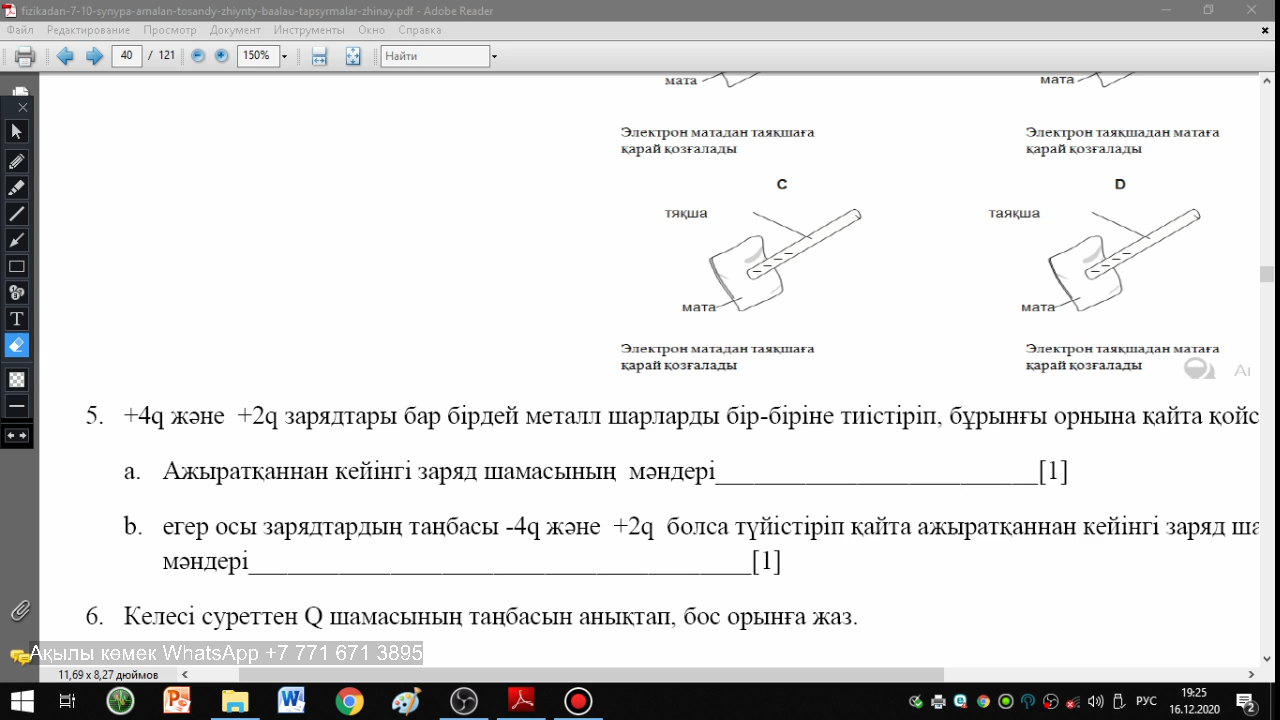 fizikadan-7-10-synypa-arnalan-tosandy-zhiynty-baalau-tapsyrmalar-zhinay.pdf - Adobe Reader
Файл Редактирование Просмотр Документ Инструменты Окно Справка
40 / 121 150% Найти
мата мата
Электрон матадан таяқшаға
қарай қозғалады
Электрон таяқшадан матаға
қарай қозғалады
C D
тяқша таяқша
мата мата
Электрон матадан таяқшаға
қарай қозғалады
Электрон таяқшадан матаға
қарай қозғалады
5. +4q және +2q зарядтары бар бірдей металл шарларды бір-біріне тиістіріп, бұрынғы орнына қайта қойс
a. Ажыратқаннан кейінгі заряд шамасының мәндері_________________________[1]
b. егер осы зарядтардың таңбасы -4q және +2q болса түйістіріп қайта ажыратқаннан кейінгі заряд ша
мәндері_______________________________________[1]
6. Келесі суреттен Q шамасының таңбасын анықтап, бос орынға жаз.
Ақылы көмек WhatsApp +7 771 671 3895
11,69 x 8,27 дюймов
РУС 19:25
16.12.2020
2